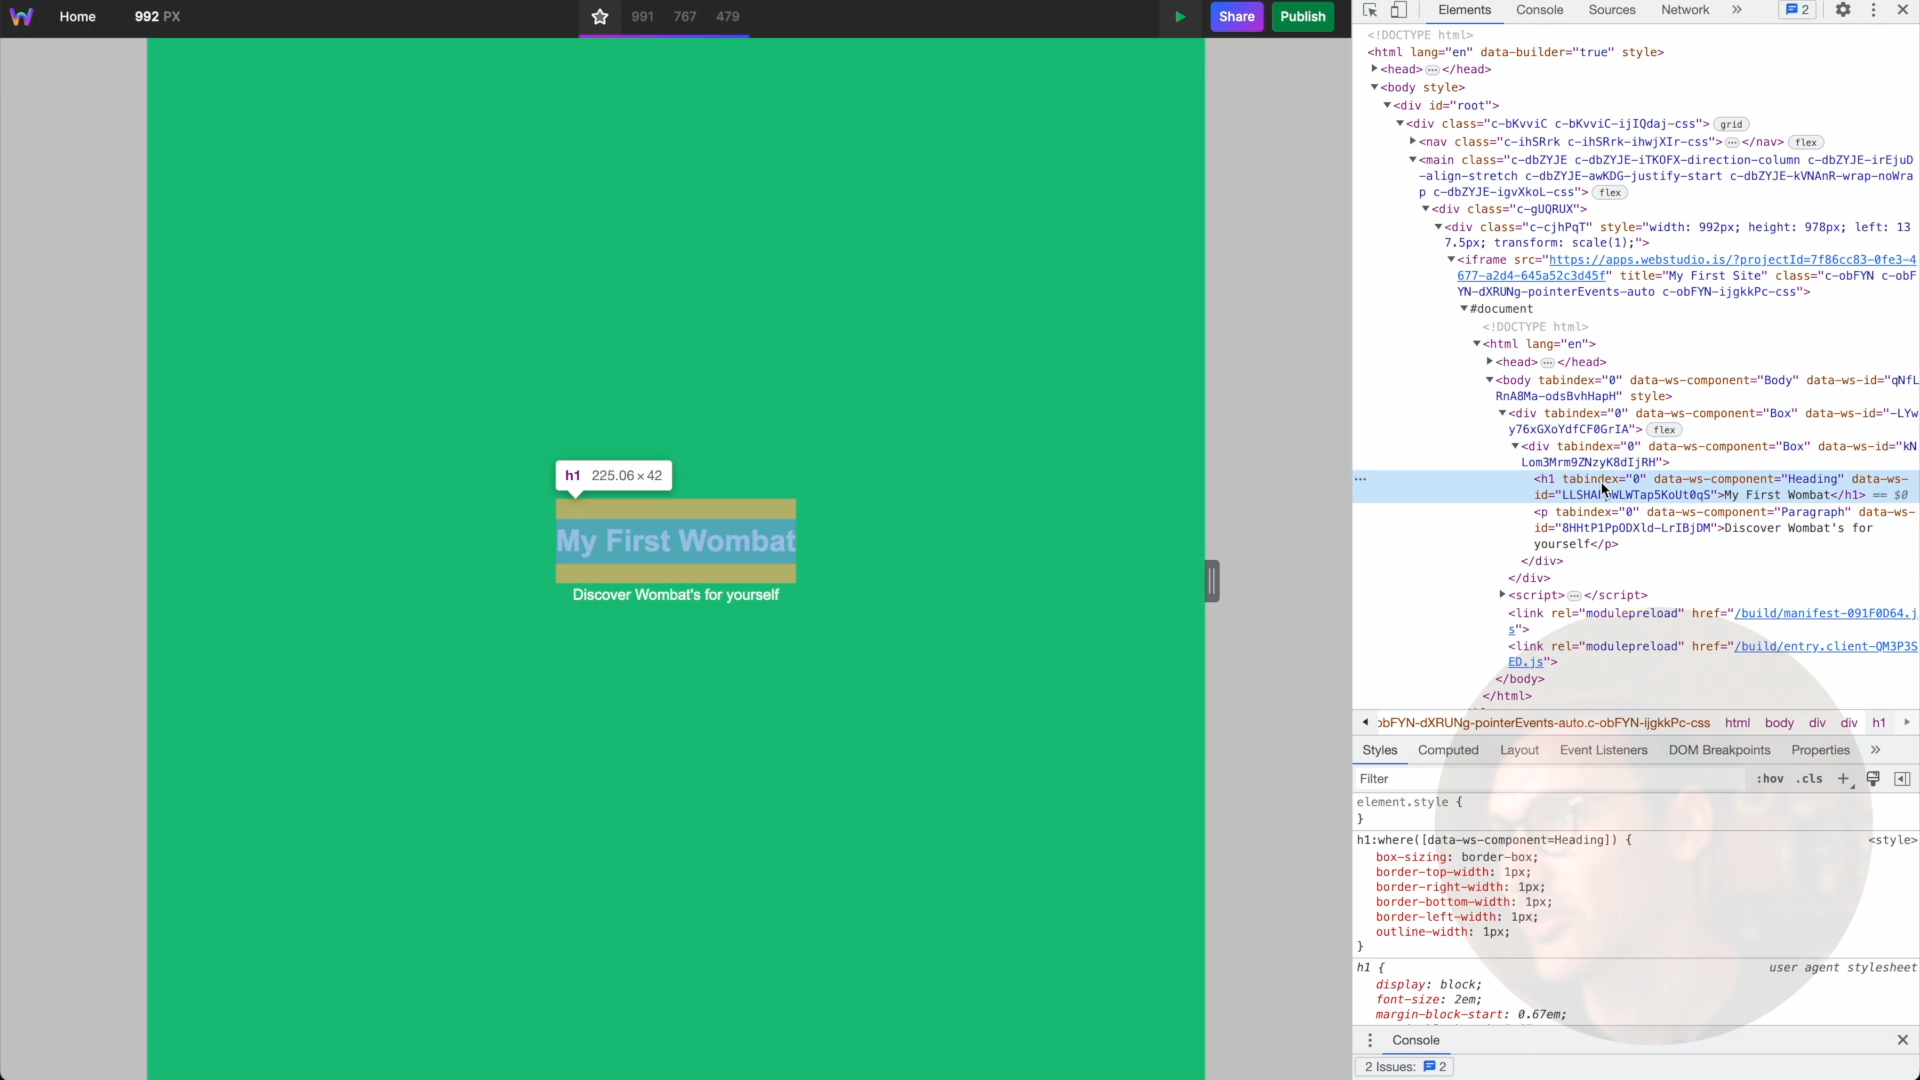 Home
992 PX
991 767 479
Share
Publish
h1 225.06 × 42
My First Wombat
Discover Wombat's for yourself
Elements Console Sources Network » 2
<!DOCTYPE html>
<html lang="en" data-builder="true" style>
<head> ⋯ </head>
<body style>
<div id="root">
<div class="c-bKvviC c-bKvviC-ijIQdaj-css"> grid
<nav class="c-ihSRrk c-ihSRrk-ihwjXIr-css"> ⋯ </nav> flex
<main class="c-dbZYJE c-dbZYJE-iTKOFX-direction-column c-dbZYJE-irEjuD
-align-stretch c-dbZYJE-awKDG-justify-start c-dbZYJE-kVNAnR-wrap-noWra
p c-dbZYJE-igvXkoL-css"> flex
<div class="c-gUQRUX">
<div class="c-cjhPqT" style="width: 992px; height: 978px; left: 13
7.5px; transform: scale(1);">
<iframe src="https://apps.webstudio.is/?projectId=7f86cc83-0fe3-4
677-a2d4-645a52c3d45f" title="My First Site" class="c-obFYN c-obF
YN-dXRUNg-pointerEvents-auto c-obFYN-ijgkkPc-css">
#document
<!DOCTYPE html>
<html lang="en">
<head> ⋯ </head>
<body tabindex="0" data-ws-component="Body" data-ws-id="qNfL
RnA8Ma-odsBvhHapH" style>
<div tabindex="0" data-ws-component="Box" data-ws-id="-LYw
y76xGXoYdfCF0GrIA"> flex
<div tabindex="0" data-ws-component="Box" data-ws-id="kN
Lom3Mrm9ZNzyK8dIjRH">
<h1 tabindex="0" data-ws-component="Heading" data-ws-
>My First Wombat</h1> == $0
<p tabindex="0" data-ws-component="Paragraph" data-ws-
id="8HHtP1PpODXld-LrIBjDM">Discover Wombat's for
yourself</p>
</div>
</div>
<script> ⋯ </script>
<link rel="modulepreload" href="/build/manifest-091F0D64.j
s">
<link rel="modulepreload" href="/build/entry.client-QM3P3S
ED.js">
</body>
</html>
obFYN-dXRUNg-pointerEvents-auto.c-obFYN-ijgkkPc-css html body div div h1
Styles Computed Layout Event Listeners DOM Breakpoints Properties »
Filter :hov .cls +
element.style {
}
h1:where([data-ws-component=Heading]) { <style>
box-sizing: border-box;
border-top-width: 1px;
border-right-width: 1px;
border-bottom-width: 1px;
border-left-width: 1px;
outline-width: 1px;
}
h1 { user agent stylesheet
display: block;
font-size: 2em;
margin-block-start: 0.67em;
Console
2 Issues: 2